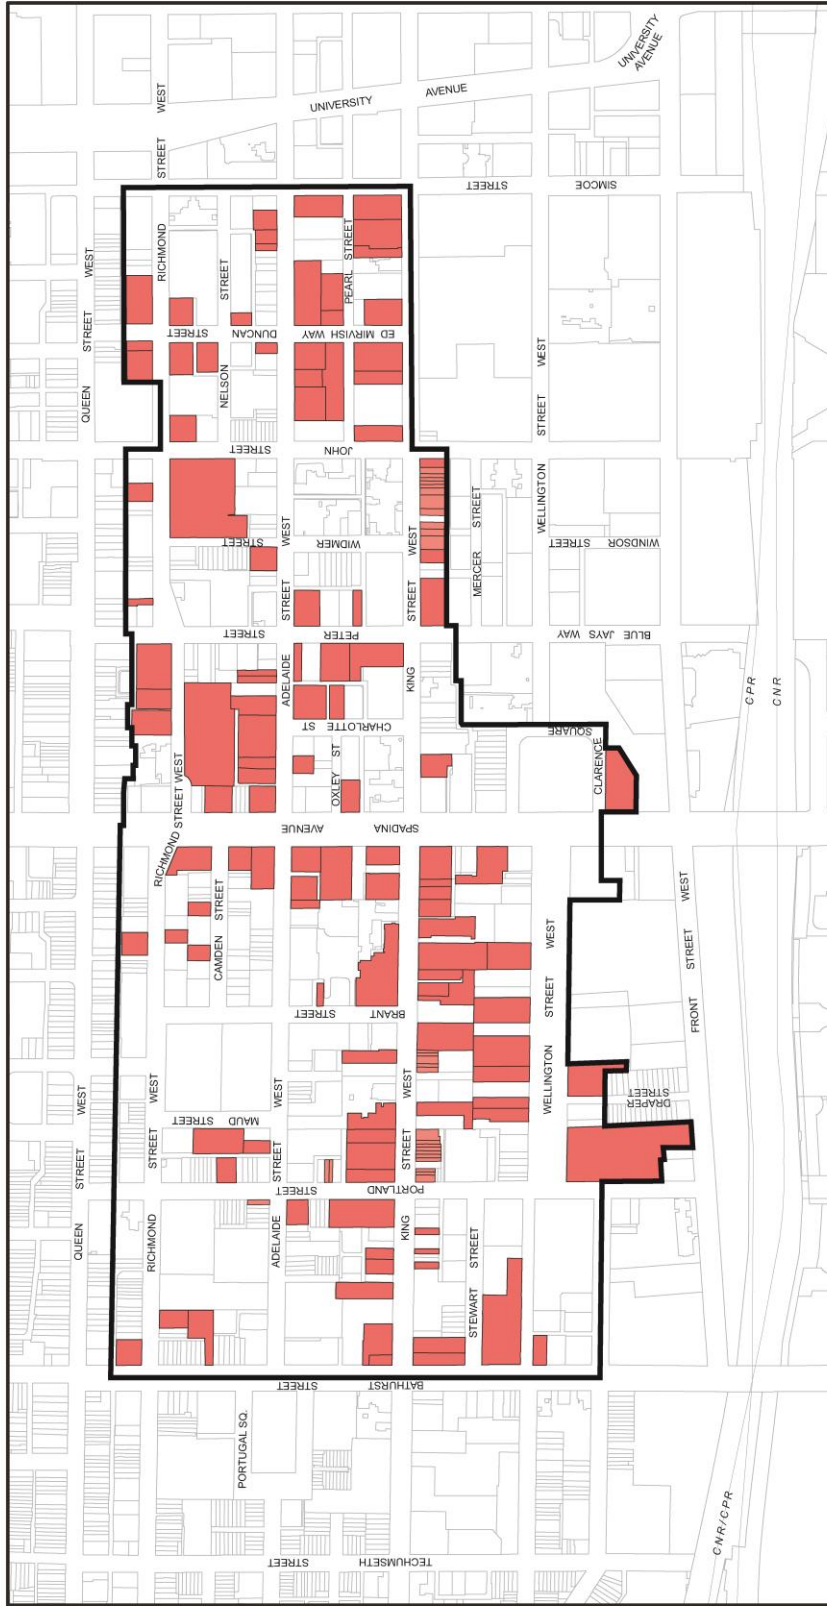 UNIVERSITY
AVENUE
UNIVERSITY AVENUE
QUEEN STREET WEST
RICHMOND STREET WEST
SIMCOE STREET
NELSON STREET
DUNCAN STREET
PEARL STREET
ED MIRVISH WAY
JOHN STREET
WIDMER STREET
ADELAIDE STREET WEST
KING STREET WEST
MERCER STREET
WELLINGTON STREET WEST
WINDSOR STREET
PETER STREET
BLUE JAYS WAY
CHARLOTTE
ST
OXLEY ST
CLARENCE SQUARE
CPR
CNR
RICHMOND STREET WEST
SPADINA AVENUE
CAMDEN STREET
BRANT STREET
FRONT STREET WEST
WELLINGTON STREET WEST
DRAPER
STREET
MAUD STREET
QUEEN STREET WEST
RICHMOND STREET WEST
ADELAIDE STREET WEST
KING STREET WEST
PORTLAND STREET
STEWART STREET
BATHURST STREET
PORTUGAL SQ.
TECHUMSETH STREET
CNR/CPR